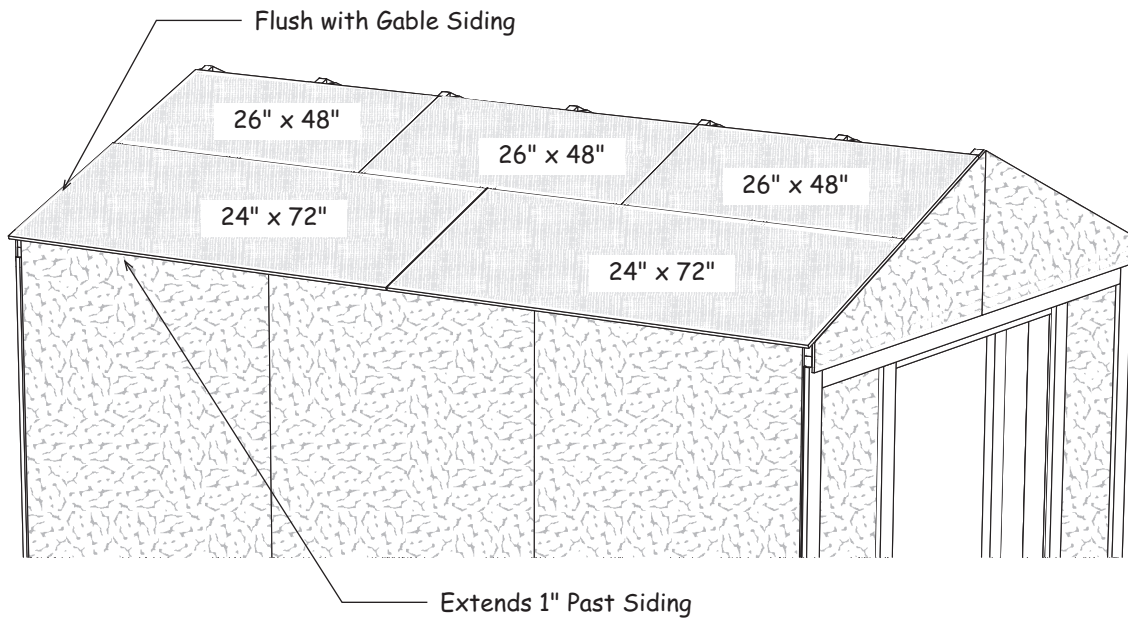 Flush with Gable Siding
26" x 48"
26" x 48"
26" x 48"
24" x 72"
24" x 72"
Extends 1" Past Siding